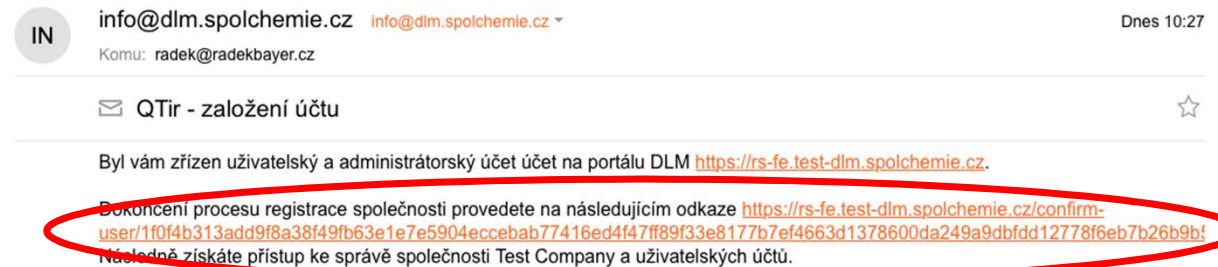 IN
info@dlm.spolchemie.cz info@dlm.spolchemie.cz
Dnes 10:27
Komu: radek@radekbayer.cz
QTir - založení účtu
Byl vám zřízen uživatelský a administrátorský účet účet na portálu DLM https://rs-fe.test-dlm.spolchemie.cz.
Dokončení procesu registrace společnosti provedete na následujícím odkaze https://rs-fe.test-dlm.spolchemie.cz/confirm-
user/1f0f4b313add9f8a38f49fb63e1e7e5904eccebab77416ed4f47ff89f33e8177b7ef4663d1378600da249a9dbfdd12778f6eb7b26b9b5
Následně získáte přístup ke správě společnosti Test Company a uživatelských účtů.